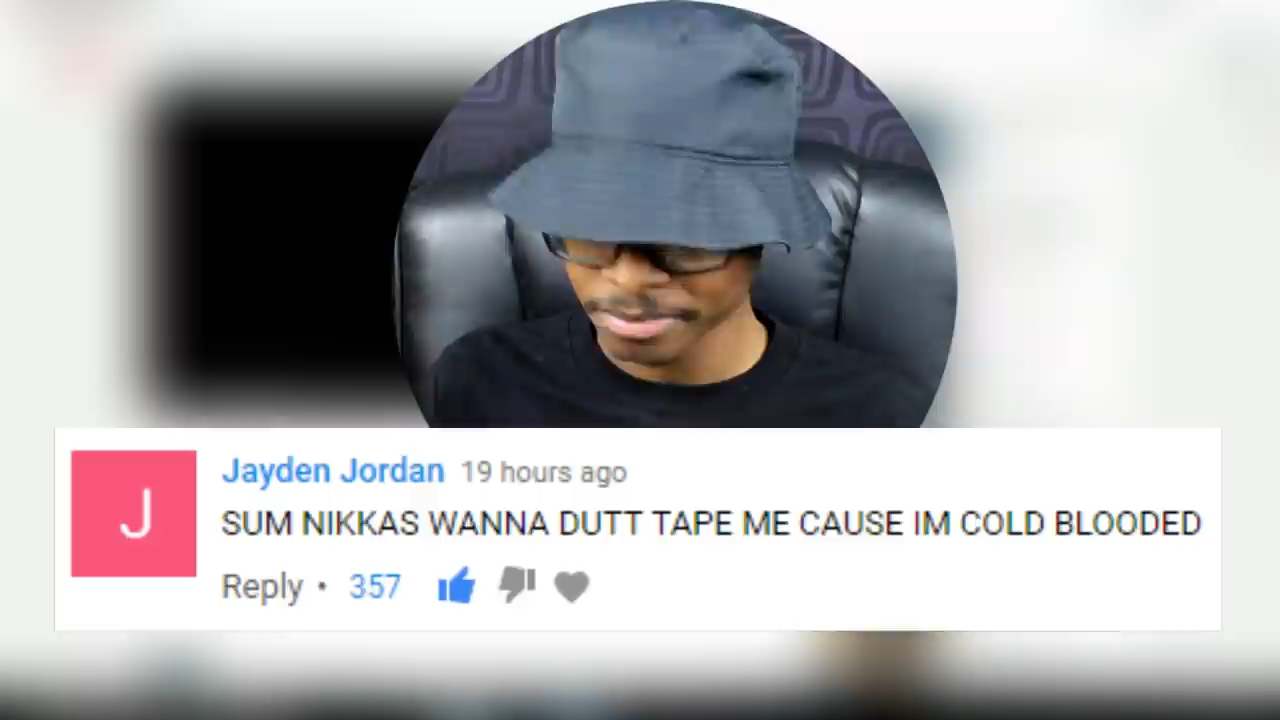 J
Jayden Jordan 19 hours ago
SUM NIKKAS WANNA DUTT TAPE ME CAUSE IM COLD BLOODED
Reply • 357